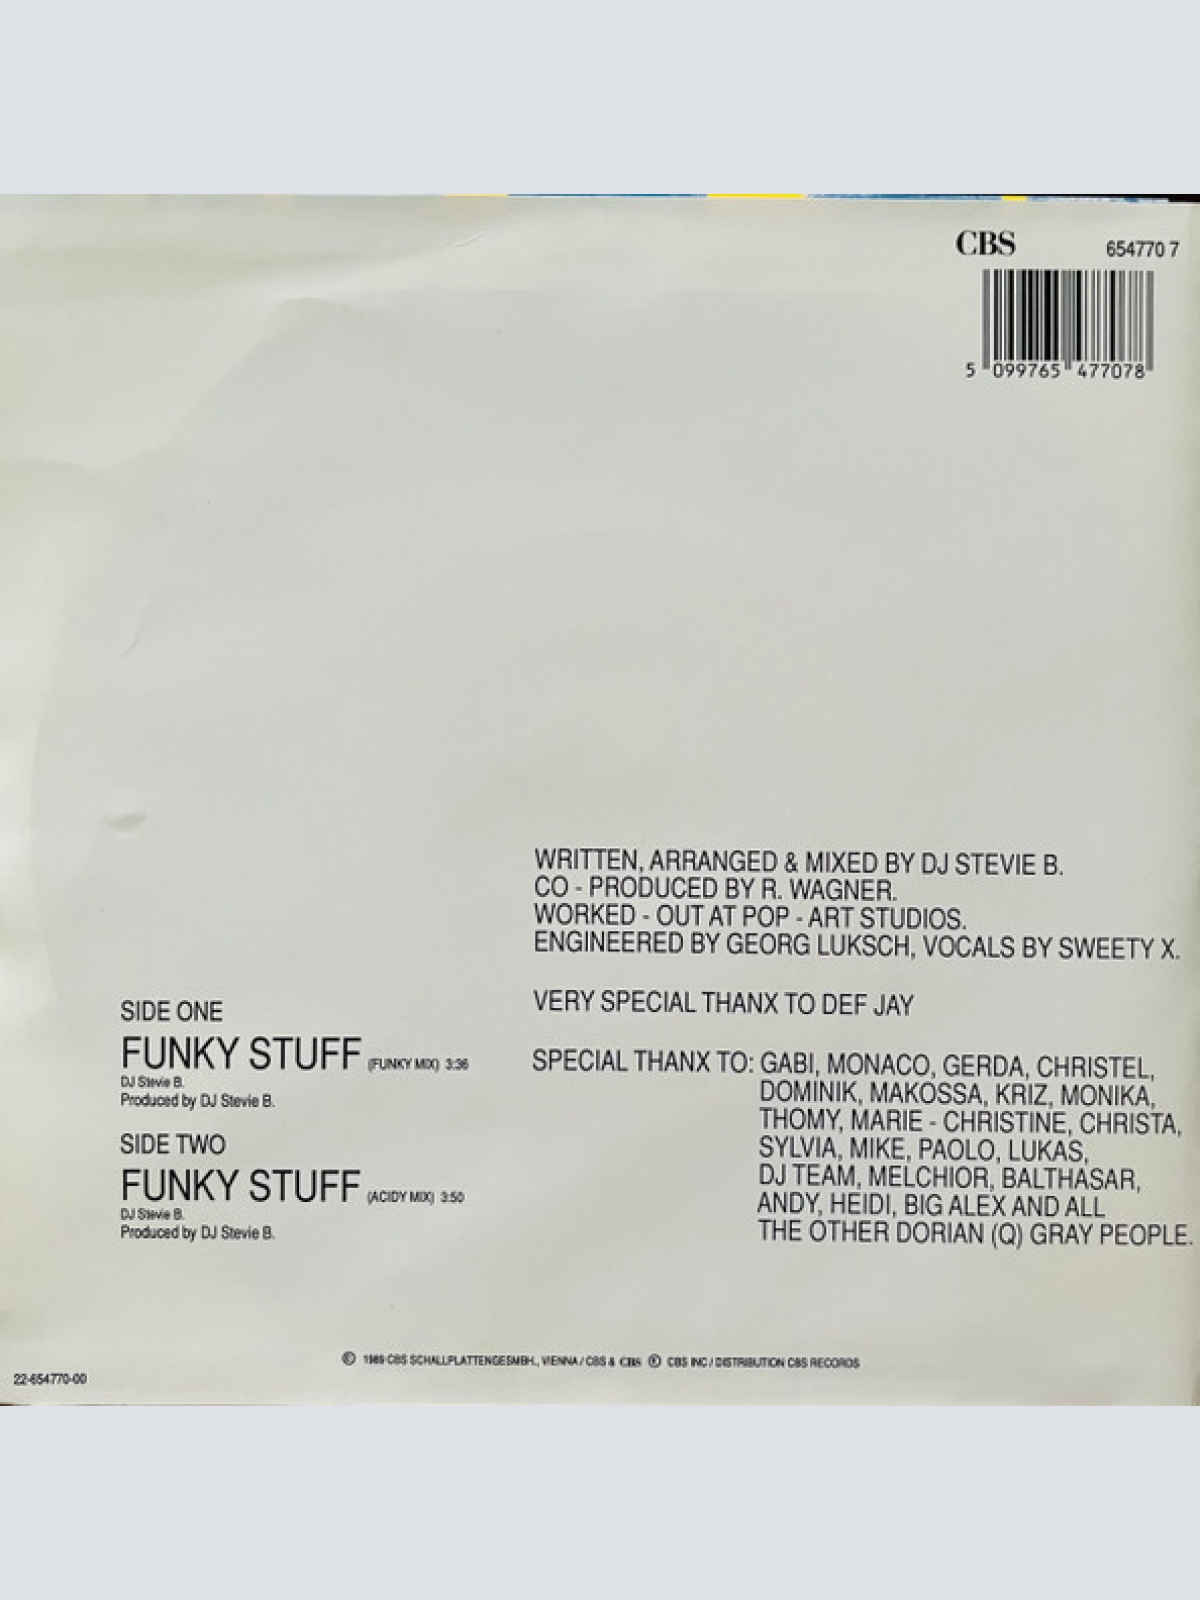 CBS 654770 7
5 099765 477078
WRITTEN, ARRANGED & MIXED BY DJ STEVIE B.
CO - PRODUCED BY R. WAGNER.
WORKED - OUT AT POP - ART STUDIOS.
ENGINEERED BY GEORG LUKSCH, VOCALS BY SWEETY X.
VERY SPECIAL THANX TO DEF JAY
SPECIAL THANX TO: GABI, MONACO, GERDA, CHRISTEL,
DOMINIK, MAKOSSA, KRIZ, MONIKA,
THOMY, MARIE - CHRISTINE, CHRISTA,
SYLVIA, MIKE, PAOLO, LUKAS,
DJ TEAM, MELCHIOR, BALTHASAR,
ANDY, HEIDI, BIG ALEX AND ALL
THE OTHER DORIAN (Q) GRAY PEOPLE.
SIDE ONE
FUNKY STUFF (FUNKY MIX) 3:36
DJ Stevie B.
Produced by DJ Stevie B.
SIDE TWO
FUNKY STUFF (ACIDY MIX) 3:50
DJ Stevie B.
Produced by DJ Stevie B.
© 1989 CBS SCHALLPLATTENGESMBH., VIENNA / CBS & CBS ℗ CBS INC / DISTRIBUTION CBS RECORDS
22-654770-00